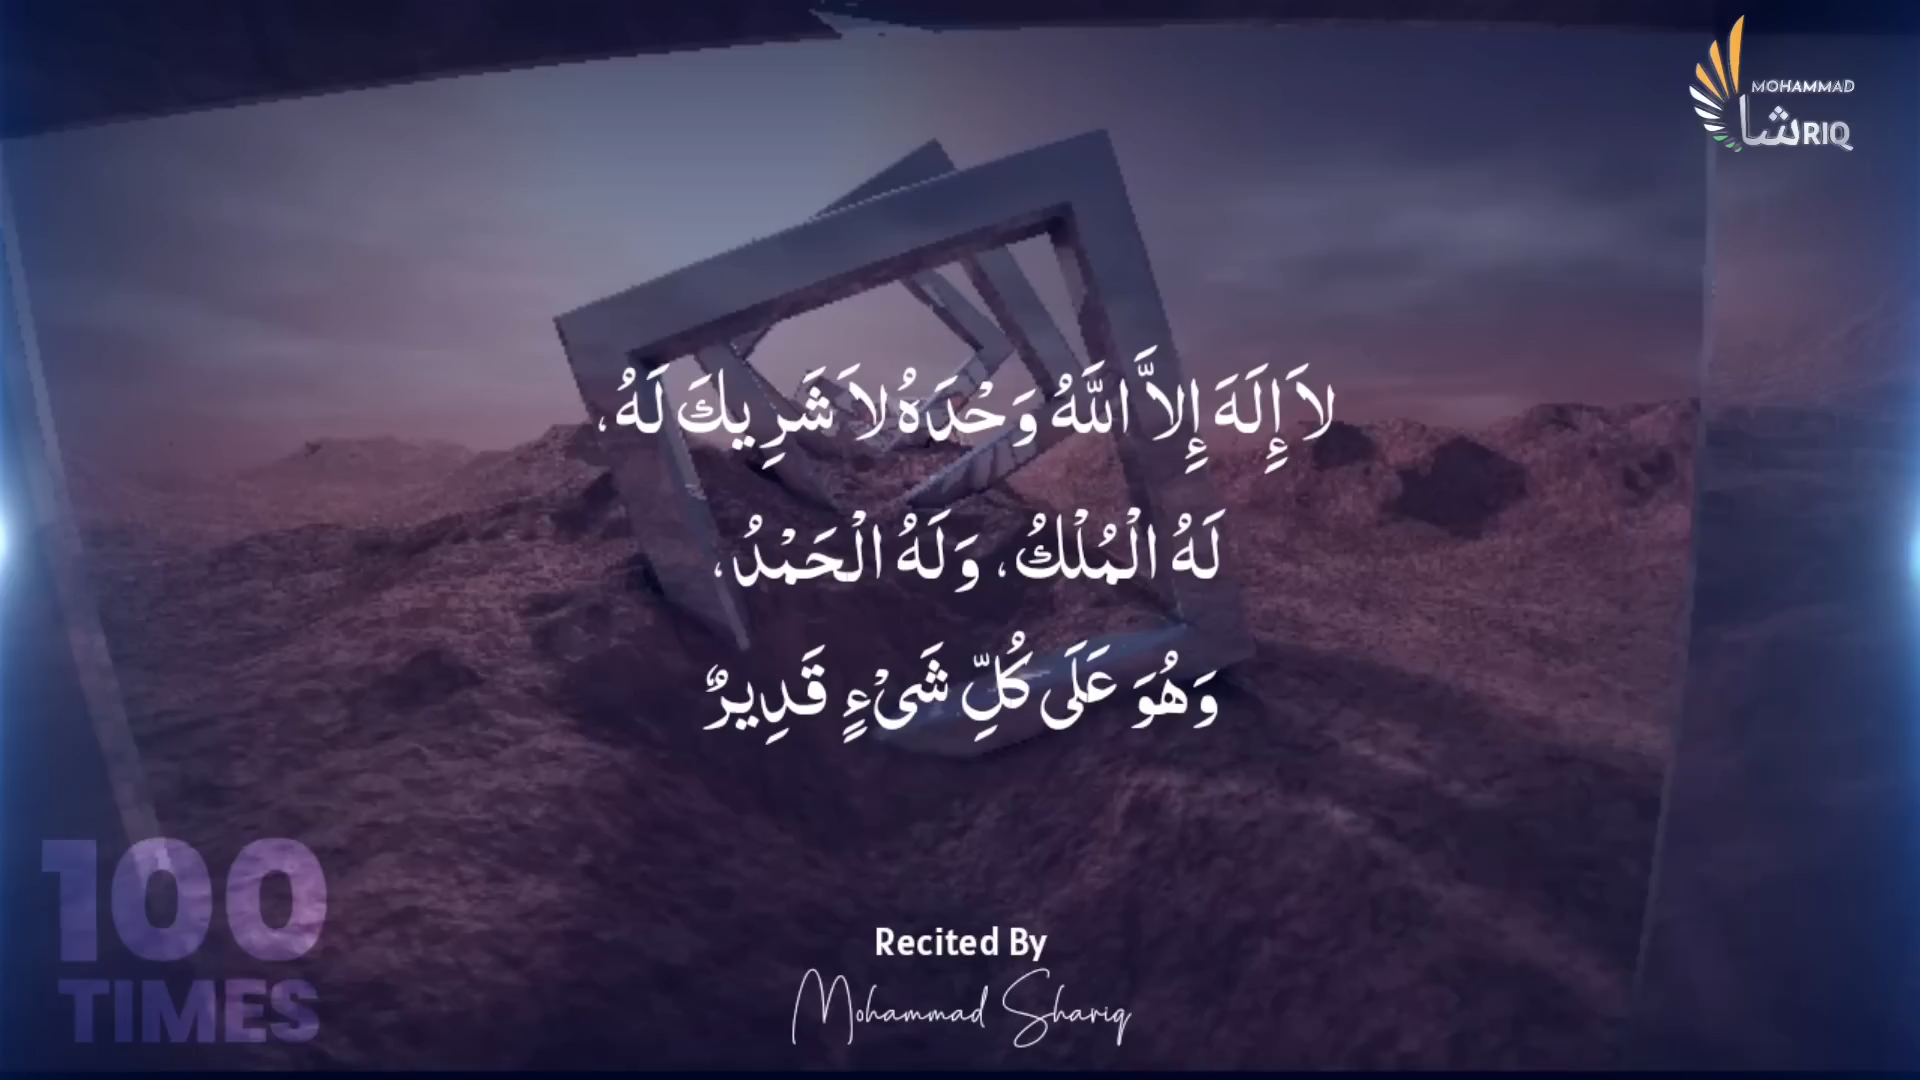 MOHAMMAD
شاRIQ
لاَ إِلَهَ إِلاَّ اللَّهُ وَحْدَهُ لاَ شَرِيكَ لَهُ،
لَهُ الْمُلْكُ، وَلَهُ الْحَمْدُ،
وَهُوَ عَلَى كُلِّ شَىْءٍ قَدِيرٌ
100
TIMES
Recited By
Mohammad Shariq